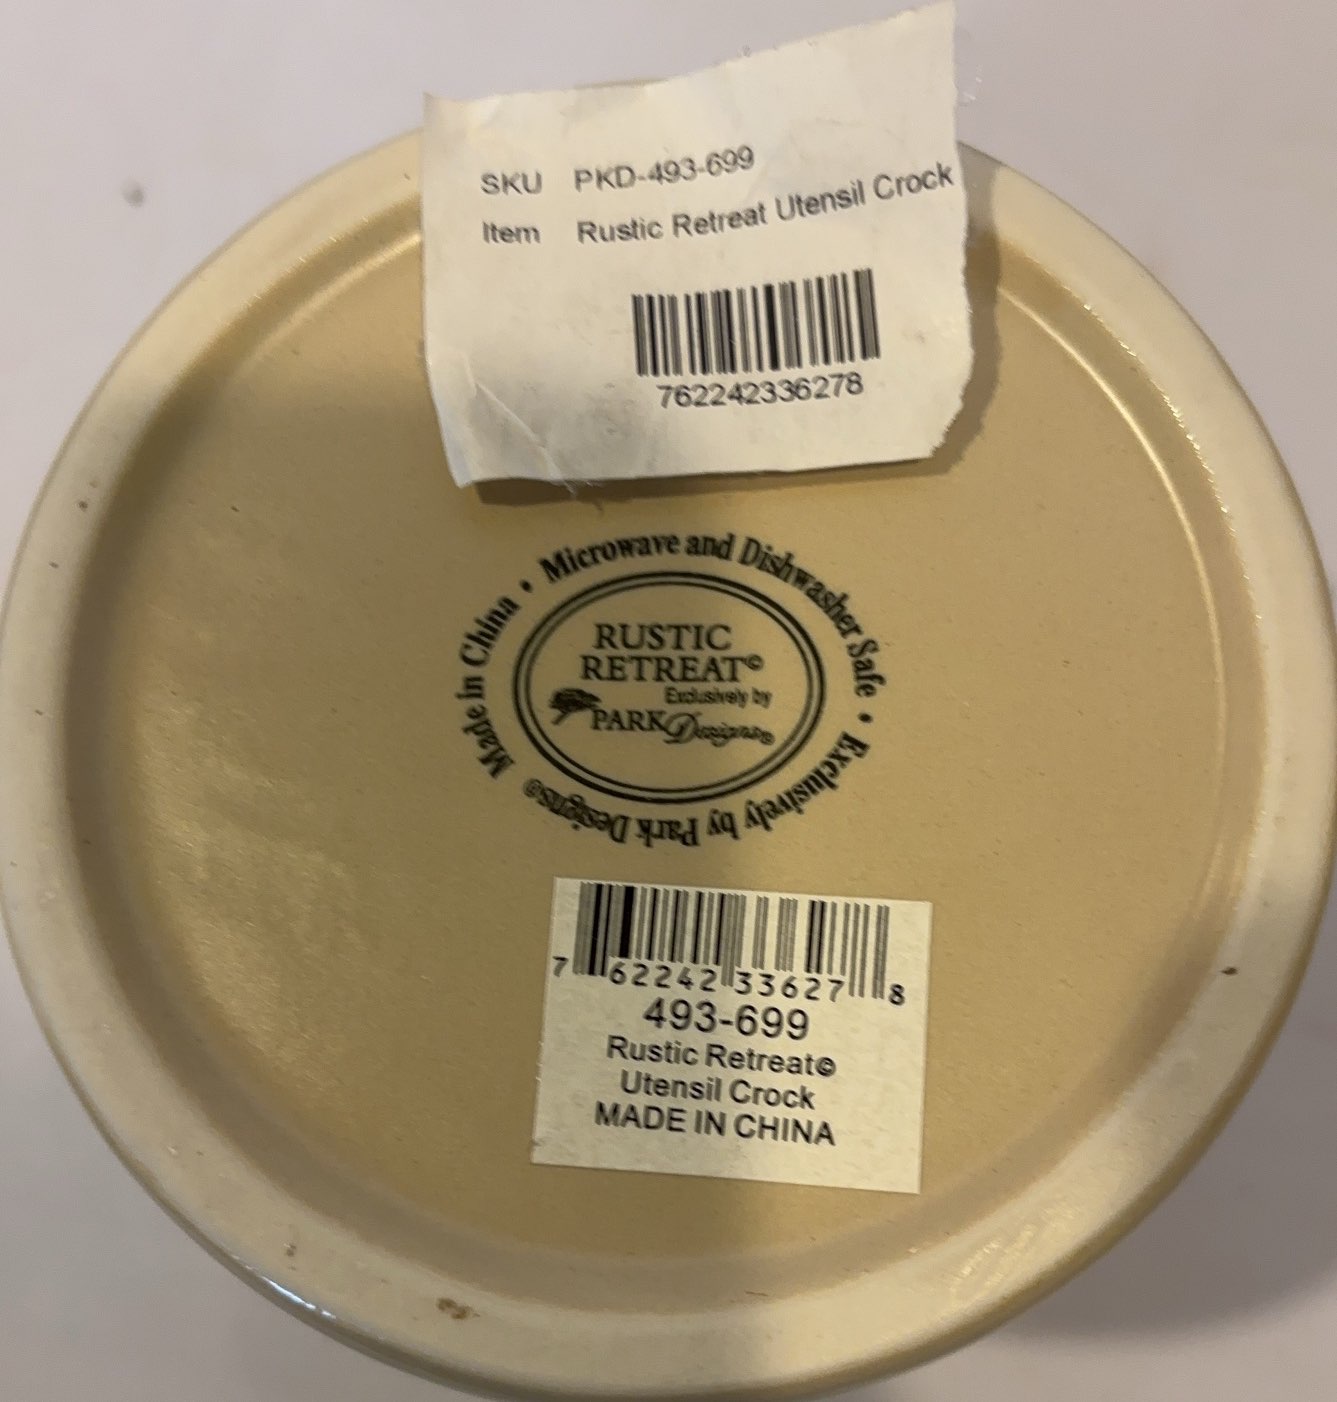 SKU PKD-493-699
Item Rustic Retreat Utensil Crock
762242336278
Made in China • Microwave and Dishwasher Safe • Exclusively by Park Designs©
RUSTIC
RETREAT©
Exclusively by
PARK Designs©
7 62242 33627 8
493-699
Rustic Retreat©
Utensil Crock
MADE IN CHINA